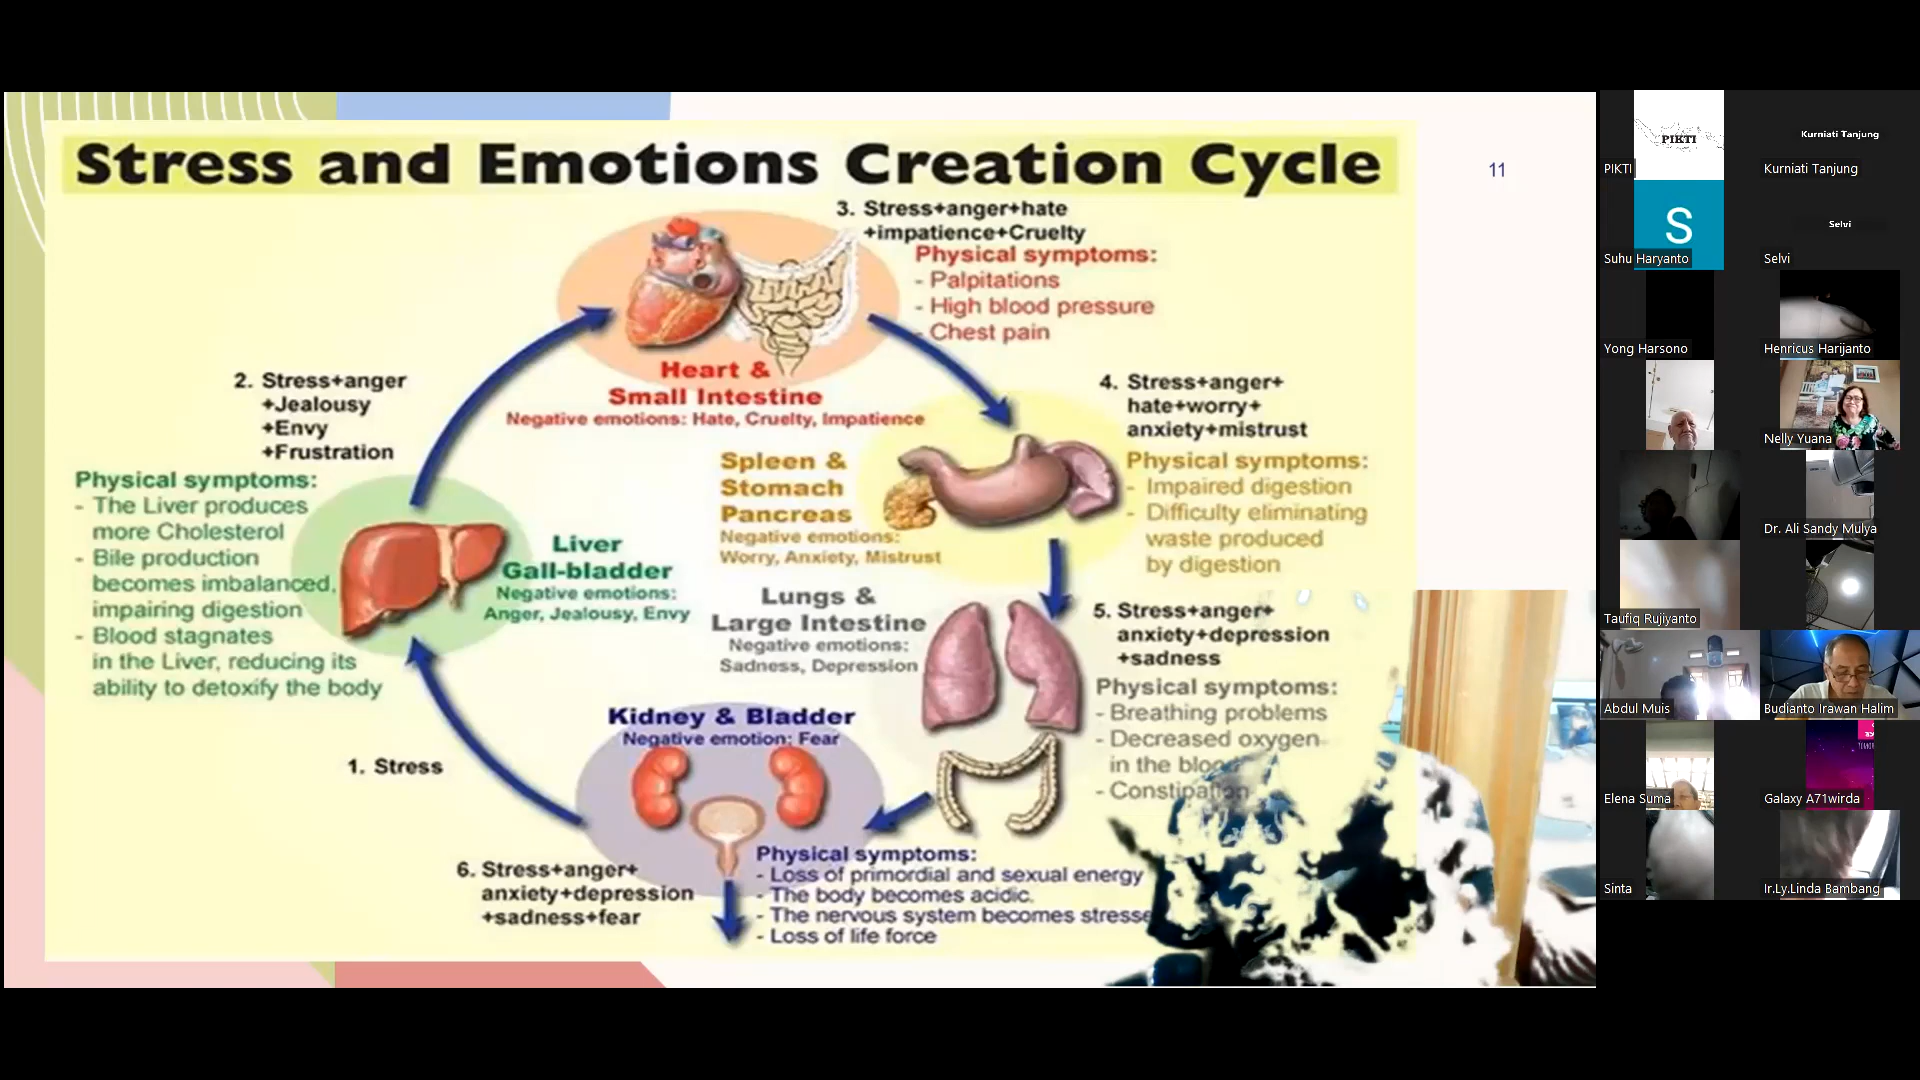 Stress and Emotions Creation Cycle
11
3. Stress+anger+hate
+impatience+Cruelty
Physical symptoms:
- Palpitations
- High blood pressure
- Chest pain
Heart &
Small Intestine
Negative emotions: Hate, Cruelty, Impatience
2. Stress+anger
+Jealousy
+Envy
+Frustration
Physical symptoms:
- The Liver produces
more Cholesterol
- Bile production
becomes imbalanced,
impairing digestion
- Blood stagnates
in the Liver, reducing its
ability to detoxify the body
Liver
Gall-bladder
Negative emotions:
Anger, Jealousy, Envy
4. Stress+anger+
hate+worry+
anxiety+mistrust
Physical symptoms:
- Impaired digestion
- Difficulty eliminating
waste produced
by digestion
Spleen &
Stomach
Pancreas
Negative emotions:
Worry, Anxiety, Mistrust
Lungs &
Large Intestine
Negative emotions:
Sadness, Depression
5. Stress+anger+
anxiety+depression
+sadness
Physical symptoms:
- Breathing problems
- Decreased oxygen
in the blood
- Constipation
Kidney & Bladder
Negative emotion: Fear
1. Stress
6. Stress+anger+
anxiety+depression
+sadness+fear
Physical symptoms:
- Loss of primordial and sexual energy
- The body becomes acidic.
- The nervous system becomes stresse
- Loss of life force
PIKTI
PIKTI
Kurniati Tanjung
Kurniati Tanjung
S
Suhu Haryanto
Selvi
Selvi
Yong Harsono
Henricus Harijanto
Nelly Yuana
Dr. Ali Sandy Mulya
Taufiq Rujiyanto
Abdul Muis
Budianto Irawan Halim
Elena Suma
Galaxy A71wirda
Sinta
Ir.Ly.Linda Bambang